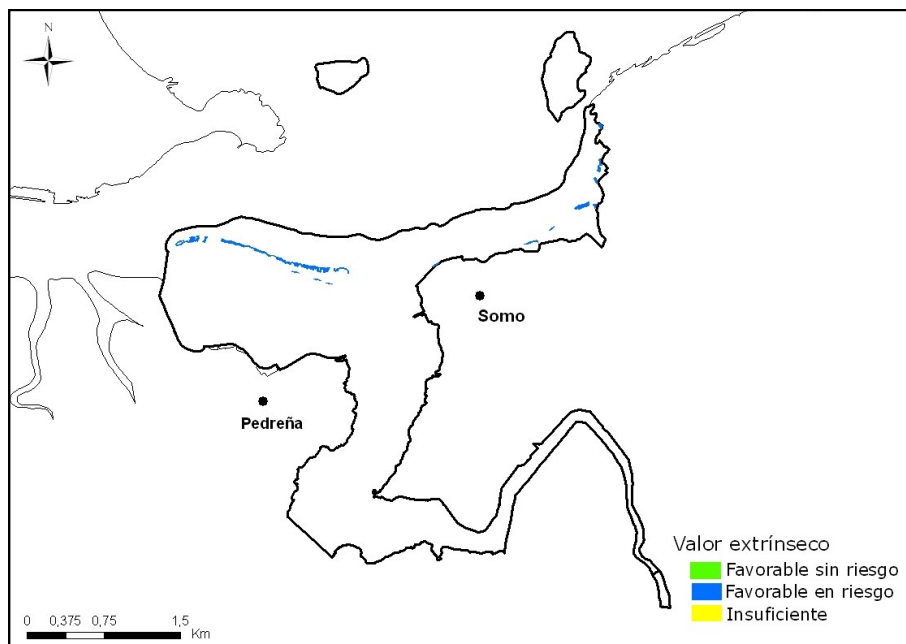 N
Somo
Pedreña
Valor extrínseco
Favorable sin riesgo
Favorable en riesgo
Insuficiente
0 0,375 0,75 1,5
Km